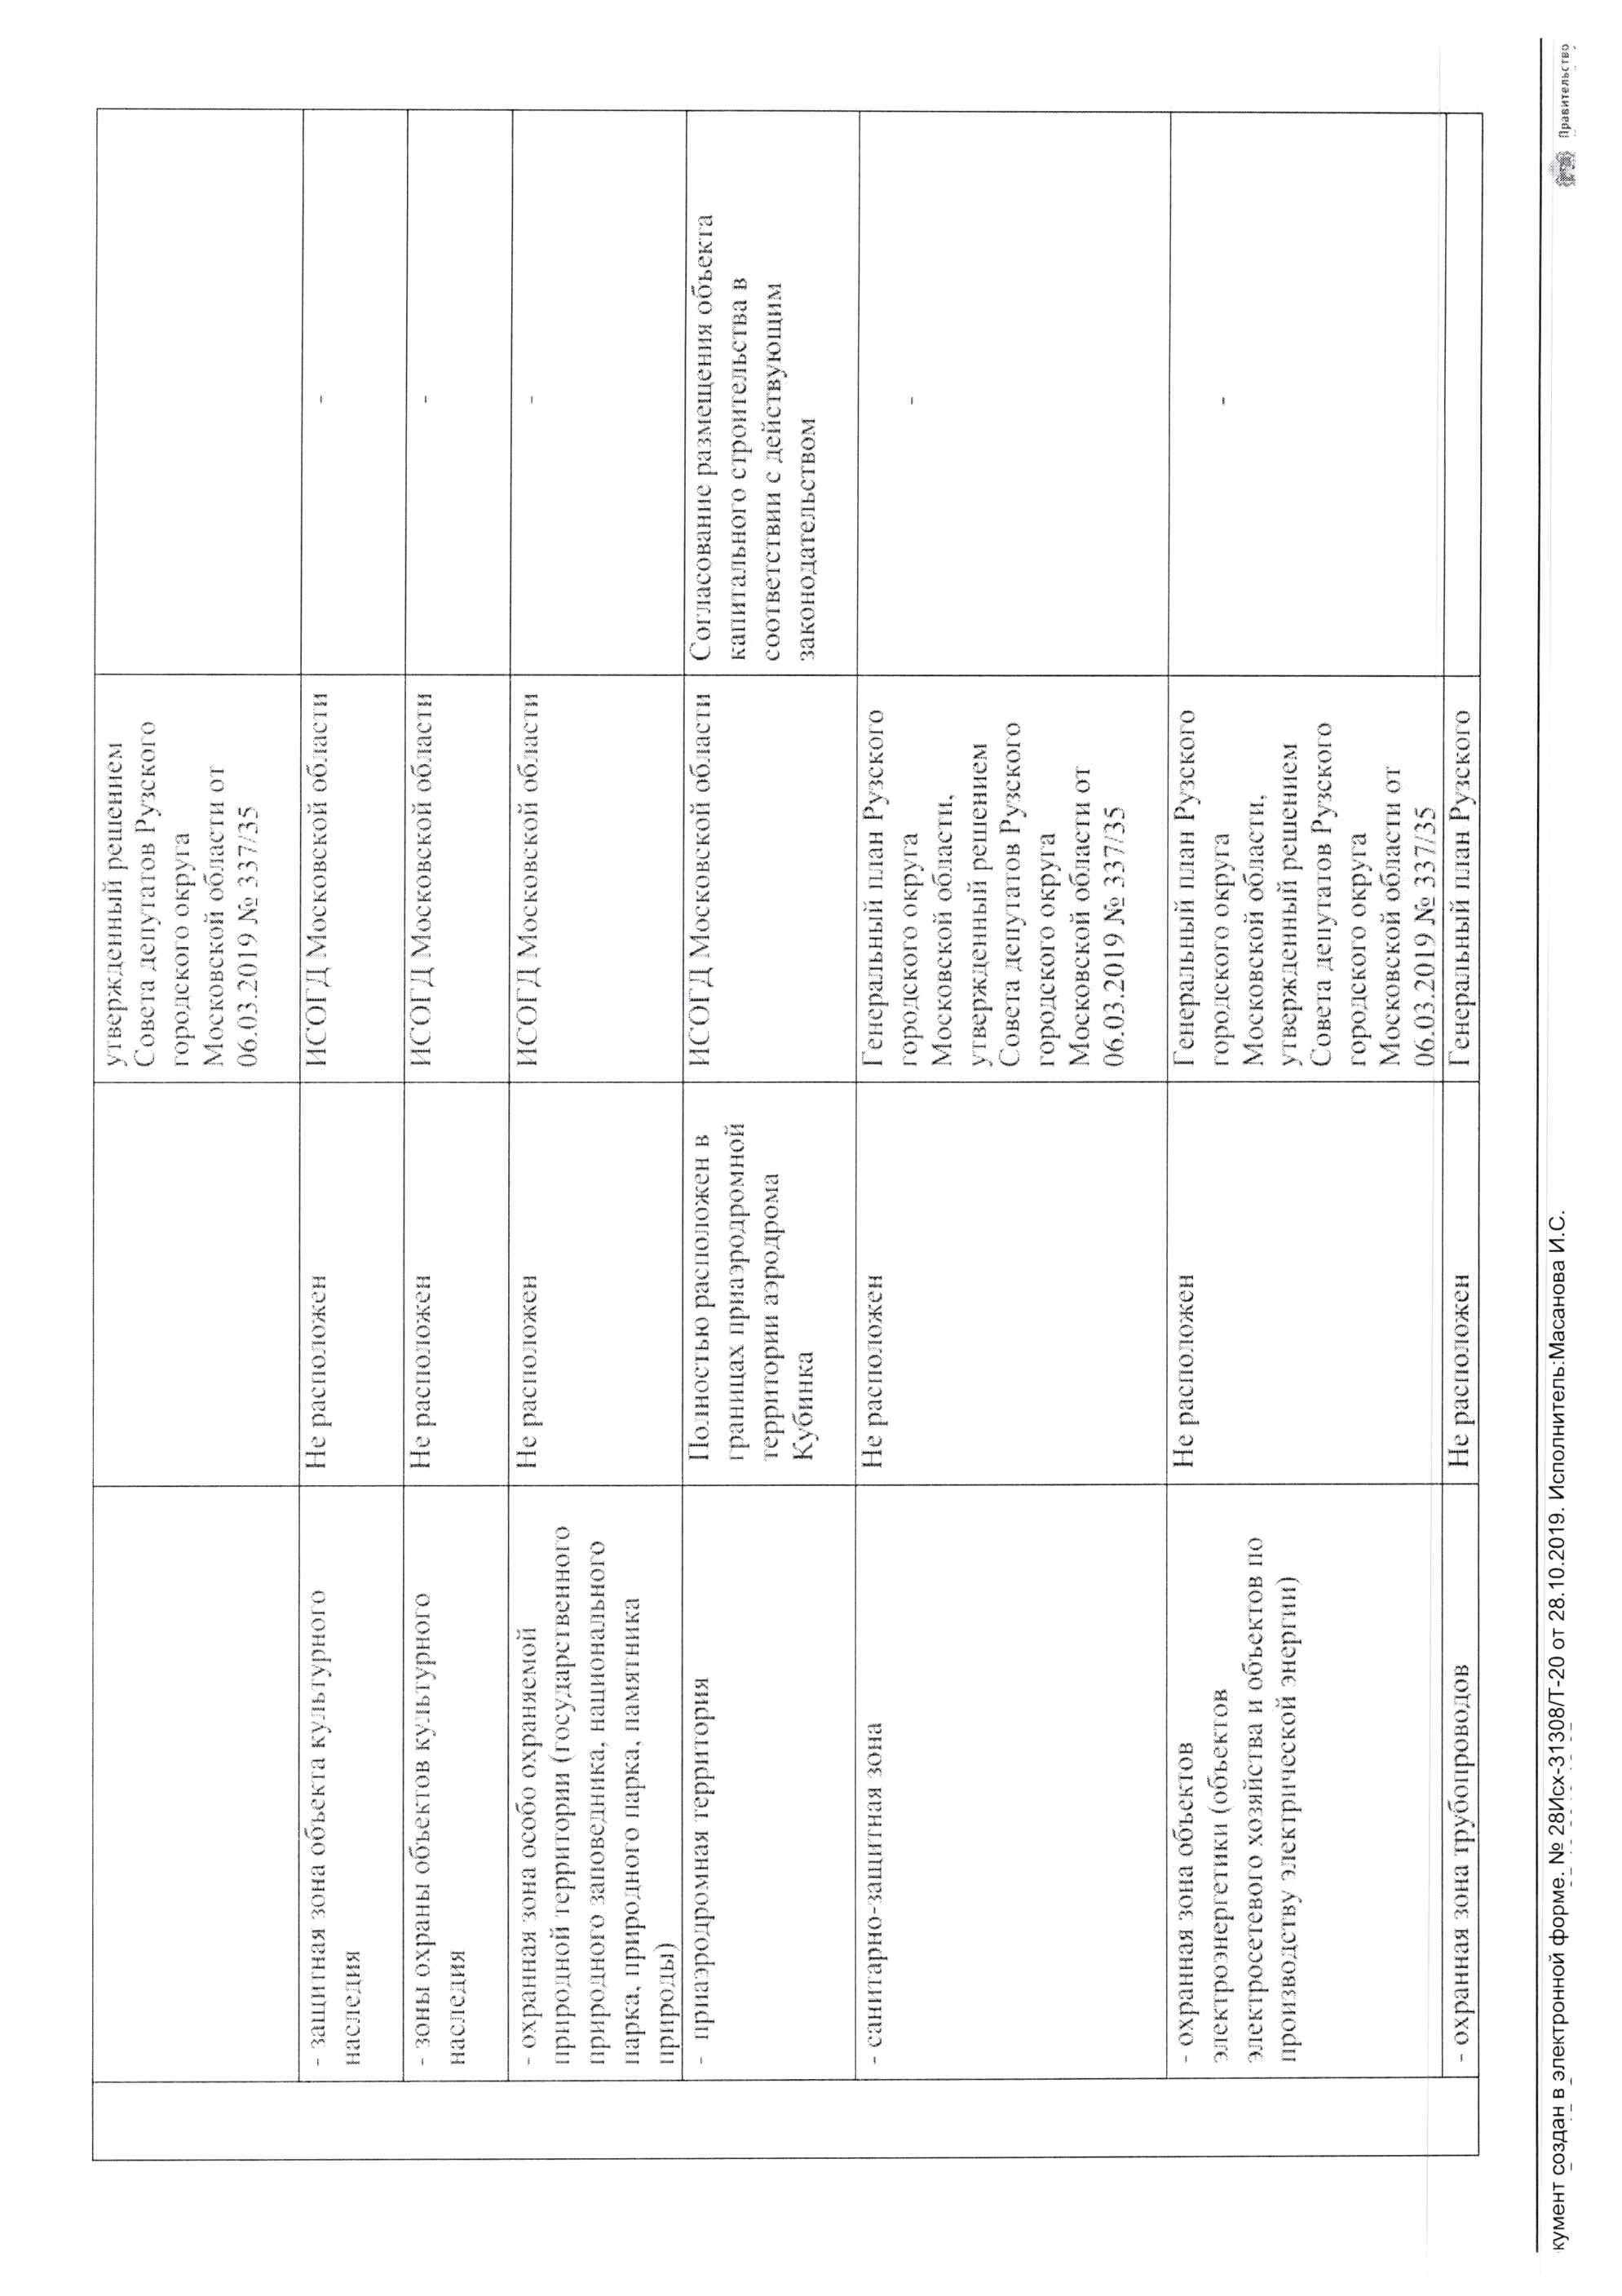 утвержденный решением
Совета депутатов Рузского
городского округа
Московской области от
06.03.2019 № 337/35
- защитная зона объекта культурного
наследия
Не расположен
ИСОГД Московской области
-
- зоны охраны объектов культурного
наследия
Не расположен
ИСОГД Московской области
-
- охранная зона особо охраняемой
природной территории (государственного
природного заповедника, национального
парка, природного парка, памятника
природы)
Не расположен
ИСОГД Московской области
-
- приаэродромная территория
Полностью расположен в
границах приаэродромной
территории аэродрома
Кубинка
ИСОГД Московской области
Согласование размещения объекта
капитального строительства в
соответствии с действующим
законодательством
- санитарно-защитная зона
Не расположен
Генеральный план Рузского
городского округа
Московской области,
утвержденный решением
Совета депутатов Рузского
городского округа
Московской области от
06.03.2019 № 337/35
-
- охранная зона объектов
электроэнергетики (объектов
электросетевого хозяйства и объектов по
производству электрической энергии)
Не расположен
Генеральный план Рузского
городского округа
Московской области,
утвержденный решением
Совета депутатов Рузского
городского округа
Московской области от
06.03.2019 № 337/35
-
- охранная зона трубопроводов
Не расположен
Генеральный план Рузского
кумент создан в электронной форме. № 28Исх-31308/Т-20 от 28.10.2019. Исполнитель:Масанова И.С.
Правительство